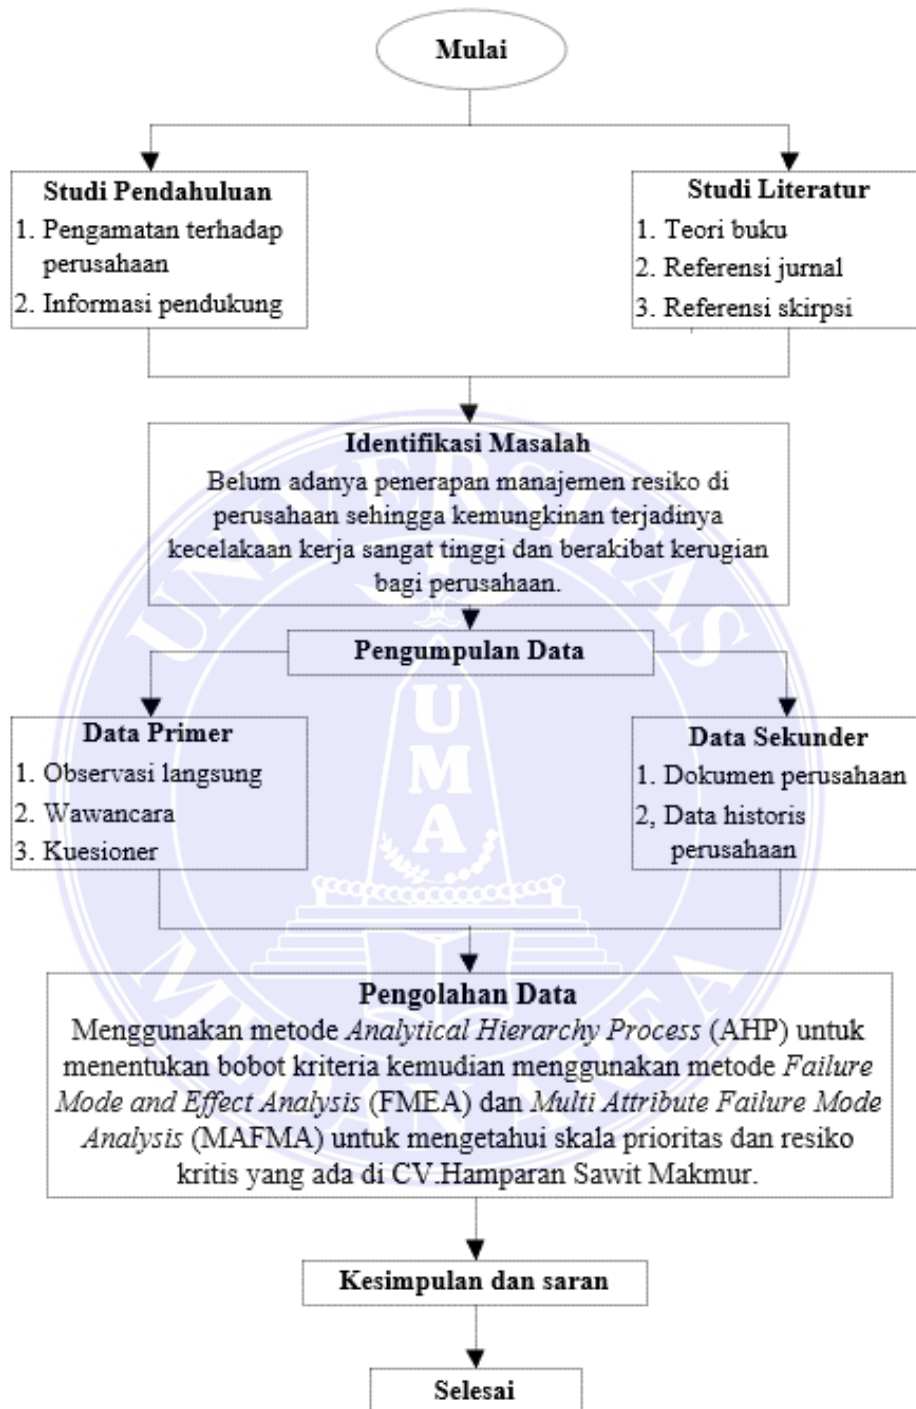 Mulai
Studi Pendahuluan
1. Pengamatan terhadap
perusahaan
2. Informasi pendukung
Studi Literatur
1. Teori buku
2. Referensi jurnal
3. Referensi skirpsi
Identifikasi Masalah
Belum adanya penerapan manajemen resiko di
perusahaan sehingga kemungkinan terjadinya
kecelakaan kerja sangat tinggi dan berakibat kerugian
bagi perusahaan.
Pengumpulan Data
Data Primer
1. Observasi langsung
2. Wawancara
3. Kuesioner
Data Sekunder
1. Dokumen perusahaan
2, Data historis
perusahaan
Pengolahan Data
Menggunakan metode Analytical Hierarchy Process (AHP) untuk
menentukan bobot kriteria kemudian menggunakan metode Failure
Mode and Effect Analysis (FMEA) dan Multi Attribute Failure Mode
Analysis (MAFMA) untuk mengetahui skala prioritas dan resiko
kritis yang ada di CV.Hamparan Sawit Makmur.
Kesimpulan dan saran
Selesai
UNIVERSITAS
MEDAN AREA
UMA